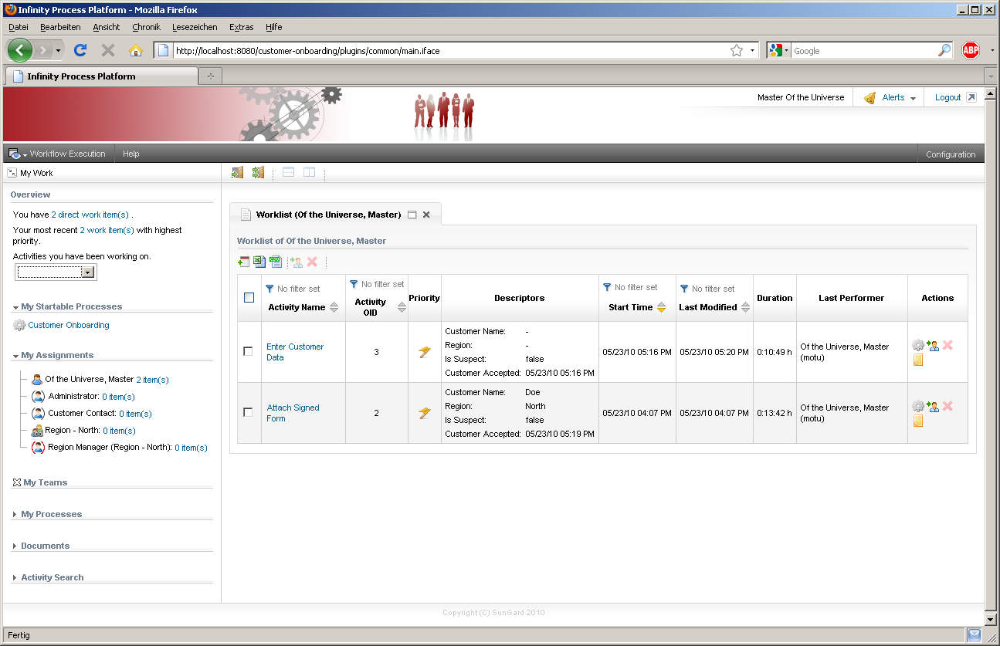 Infinity Process Platform - Mozilla Firefox
Datei Bearbeiten Ansicht Chronik Lesezeichen Extras Hilfe
http://localhost:8080/customer-onboarding/plugins/common/main.iface
Google
ABP
Infinity Process Platform
Master Of the Universe
Alerts
Logout
Workflow Execution
Help
Configuration
My Work
Overview
You have 2 direct work item(s) .
Your most recent 2 work item(s) with highest
priority.
Activities you have been working on.
My Startable Processes
Customer Onboarding
My Assignments
Of the Universe, Master 2 item(s)
Administrator: 0 item(s)
Customer Contact: 0 item(s)
Region - North: 0 item(s)
Region Manager (Region - North): 0 item(s)
My Teams
My Processes
Documents
Activity Search
Worklist (Of the Universe, Master)
Worklist of Of the Universe, Master
No filter set No filter set No filter set No filter set
Activity Name Activity OID Priority Descriptors Start Time Last Modified Duration Last Performer Actions
Enter Customer Data
3
Customer Name: -
Region: -
Is Suspect: false
Customer Accepted: 05/23/10 05:16 PM
05/23/10 05:16 PM 05/23/10 05:20 PM 0:10:49 h
Of the Universe, Master
(motu)
Attach Signed Form
2
Customer Name: Doe
Region: North
Is Suspect: false
Customer Accepted: 05/23/10 05:19 PM
05/23/10 04:07 PM 05/23/10 04:07 PM 0:13:42 h
Of the Universe, Master
(motu)
Copyright (C) SunGard 2010
Fertig